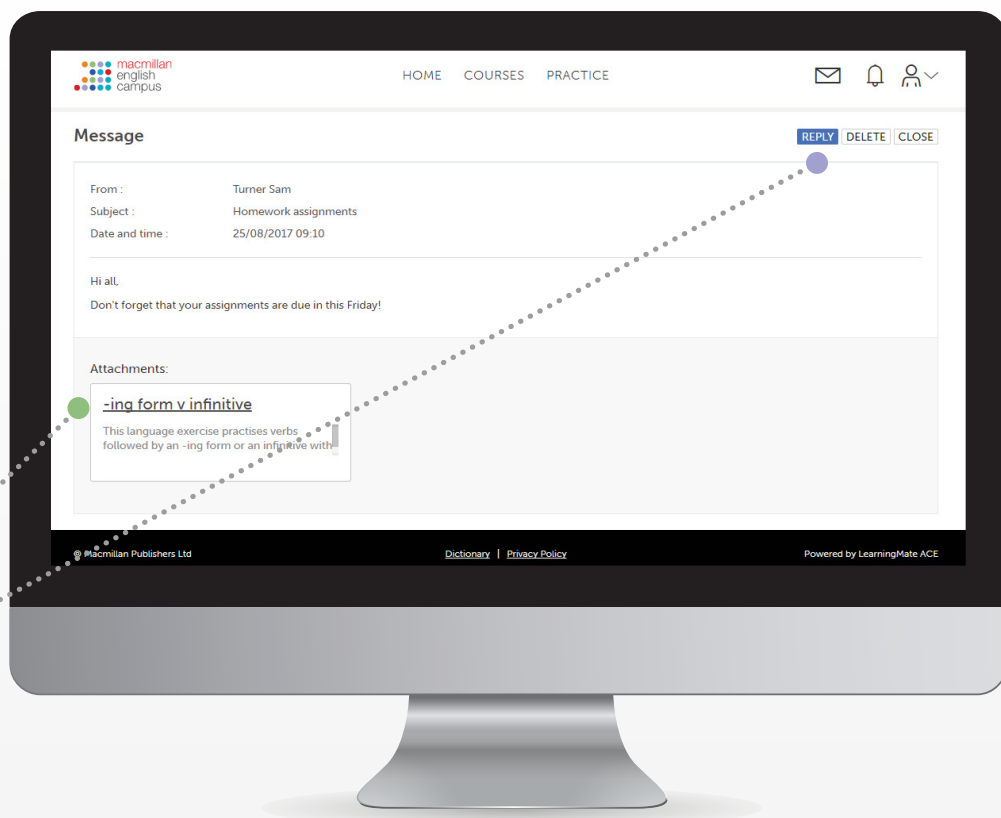 macmillan
english
campus
HOME COURSES PRACTICE
Message
REPLY DELETE CLOSE
From : Turner Sam
Subject : Homework assignments
Date and time : 25/08/2017 09:10
Hi all,
Don't forget that your assignments are due in this Friday!
Attachments:
-ing form v infinitive
This language exercise practises verbs
followed by an -ing form or an infinitive with
© Macmillan Publishers Ltd Dictionary | Privacy Policy Powered by LearningMate ACE